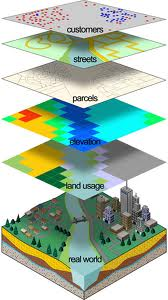 customers
streets
parcels
elevation
land usage
real world